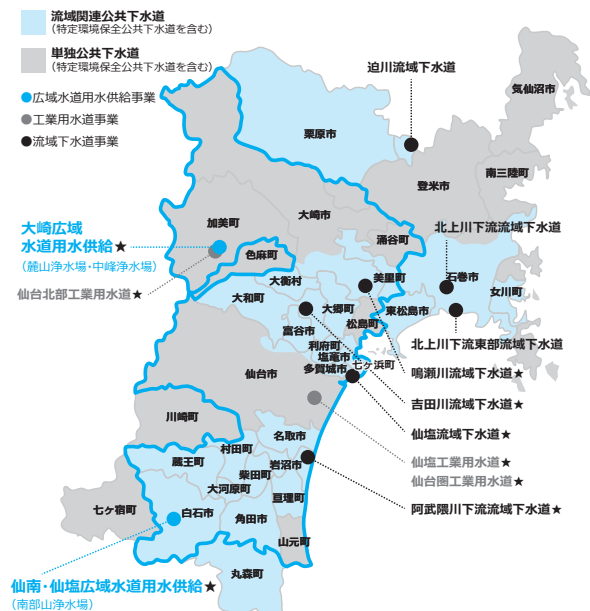 流域関連公共下水道
（特定環境保全公共下水道を含む）
単独公共下水道
（特定環境保全公共下水道を含む）
●広域水道用水供給事業
●工業用水道事業
●流域下水道事業
迫川流域下水道
気仙沼市
栗原市
南三陸町
登米市
大崎市
加美町
大崎広域
水道用水供給★
（麓山浄水場・中峰浄水場）
仙台北部工業用水道★
色麻町
涌谷町
北上川下流流域下水道
大衡村
美里町
石巻市
女川町
大和町
大郷町
東松島市
松島町
富谷市
北上川下流東部流域下水道
利府町
塩竈市
七ヶ浜町
多賀城市
仙台市
鳴瀬川流域下水道★
吉田川流域下水道★
川崎町
仙塩流域下水道★
名取市
村田町
蔵王町
岩沼市
仙塩工業用水道★
柴田町
仙台圏工業用水道★
大河原町
亘理町
七ヶ宿町
白石市
角田市
阿武隈川下流流域下水道★
山元町
丸森町
仙南・仙塩広域水道用水供給★
（南部山浄水場）